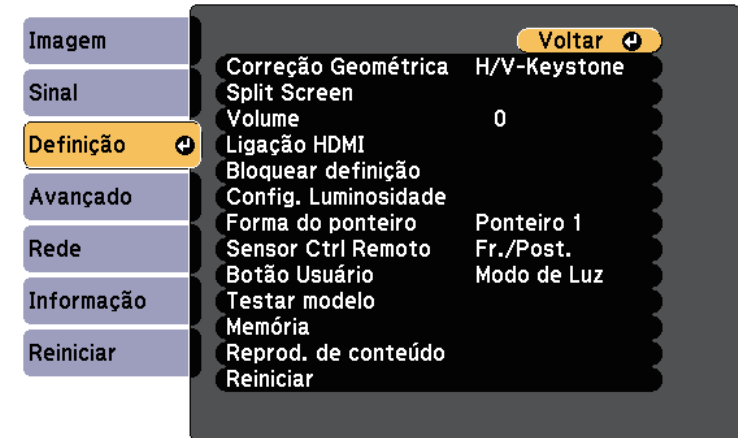 Imagem
Sinal
Definição
Avançado
Rede
Informação
Reiniciar
Voltar
Correção Geométrica H/V-Keystone
Split Screen
Volume 0
Ligação HDMI
Bloquear definição
Config. Luminosidade
Forma do ponteiro Ponteiro 1
Sensor Ctrl Remoto Fr./Post.
Botão Usuário Modo de Luz
Testar modelo
Memória
Reprod. de conteúdo
Reiniciar